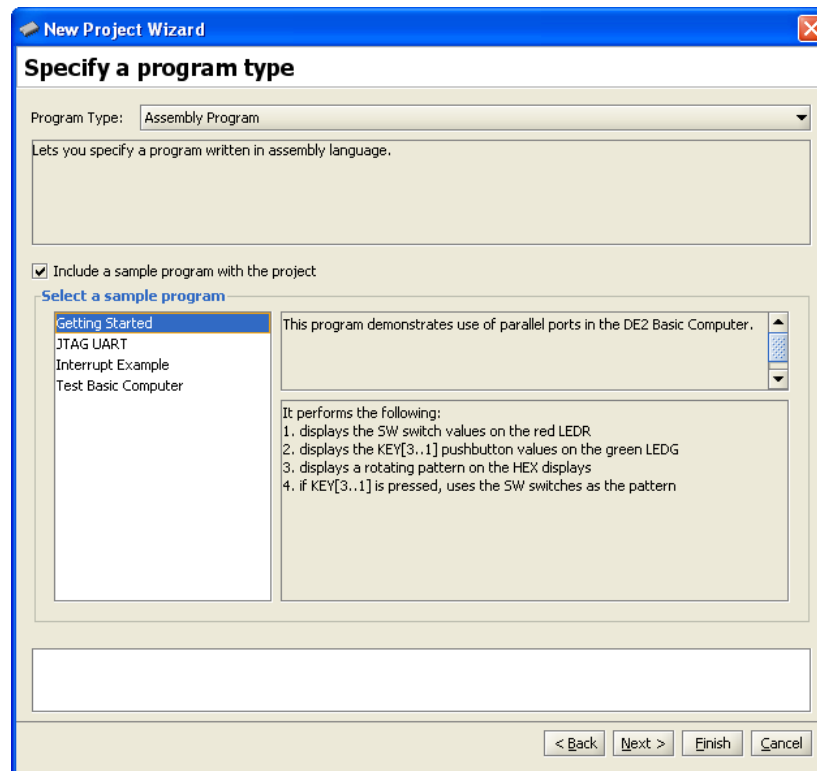 New Project Wizard
Specify a program type
Program Type: Assembly Program
Lets you specify a program written in assembly language.
Include a sample program with the project
Select a sample program
Getting Started
JTAG UART
Interrupt Example
Test Basic Computer
This program demonstrates use of parallel ports in the DE2 Basic Computer.
It performs the following:
1. displays the SW switch values on the red LEDR
2. displays the KEY[3..1] pushbutton values on the green LEDG
3. displays a rotating pattern on the HEX displays
4. if KEY[3..1] is pressed, uses the SW switches as the pattern
< Back Next > Finish Cancel